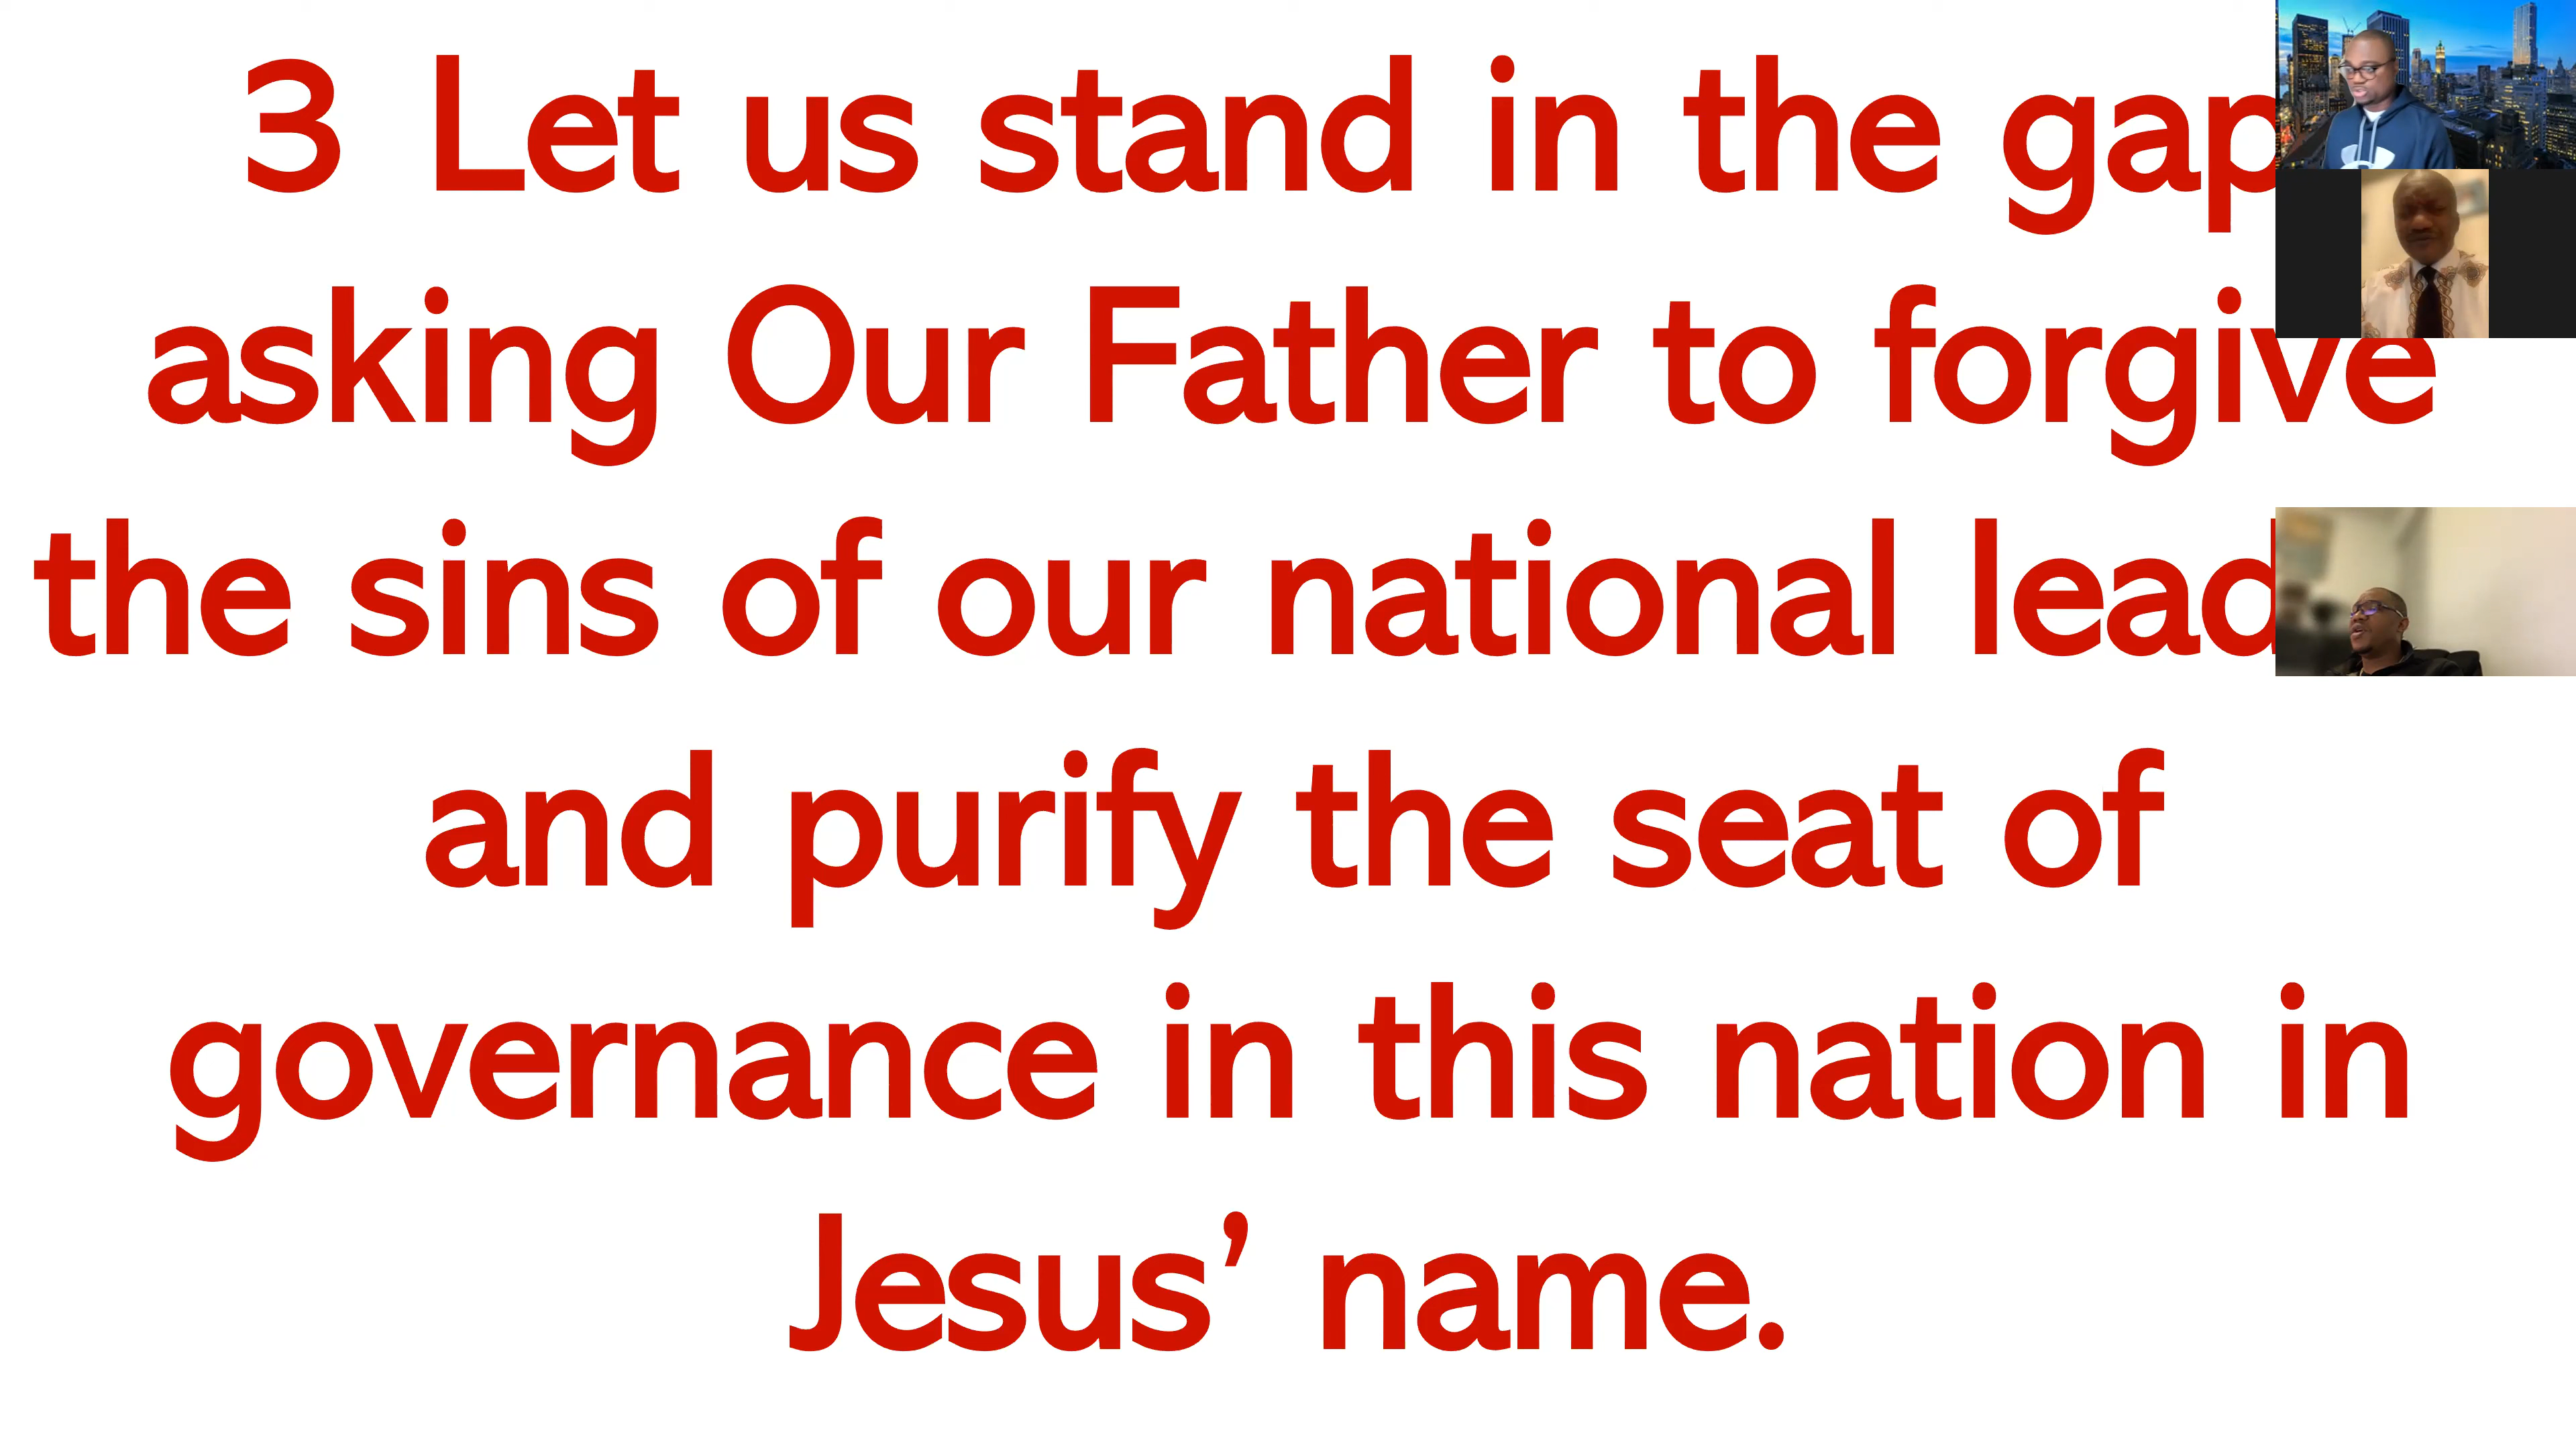 3 Let us stand in the gap
asking Our Father to forgive
the sins of our national
and purify the seat of
governance in this nation in
Jesus’ name.